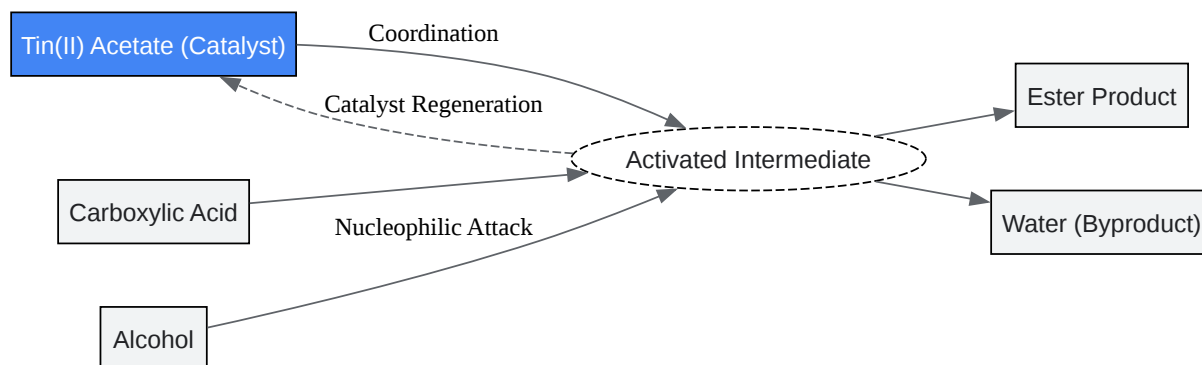 Tin(II) Acetate (Catalyst)
Coordination
Catalyst Regeneration
Ester Product
Activated Intermediate
Carboxylic Acid
Nucleophilic Attack
Water (Byproduct)
Alcohol